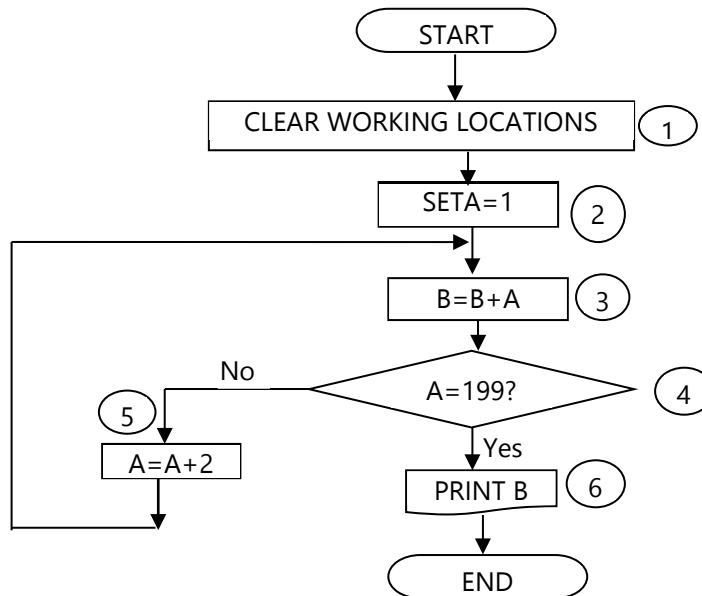 START
CLEAR WORKING LOCATIONS
1
SETA=1
2
B=B+A
3
No
A=199?
4
5
Yes
A=A+2
PRINT B
6
END